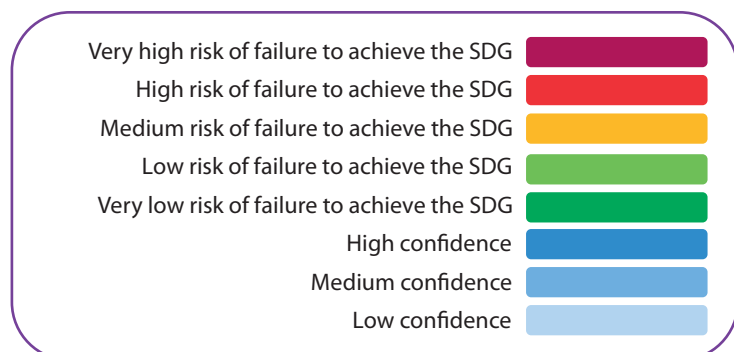 Very high risk of failure to achieve the SDG
High risk of failure to achieve the SDG
Medium risk of failure to achieve the SDG
Low risk of failure to achieve the SDG
Very low risk of failure to achieve the SDG
High confidence
Medium confidence
Low confidence